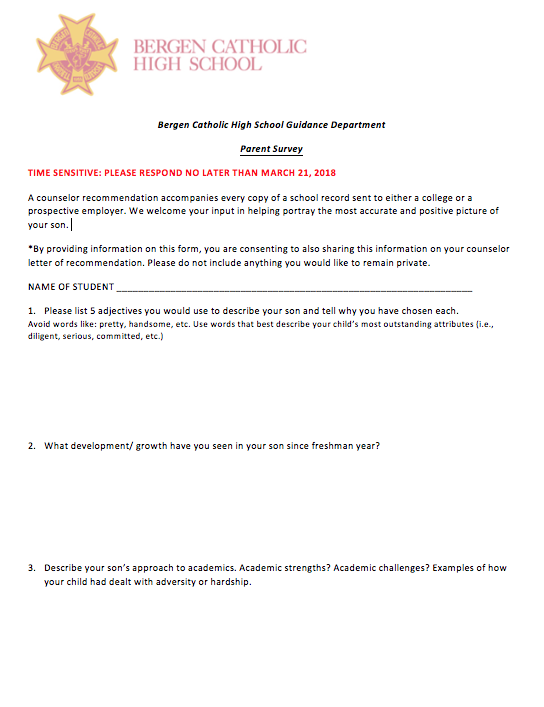 BERGEN CATHOLIC
HIGH SCHOOL
Bergen Catholic High School Guidance Department
Parent Survey
TIME SENSITIVE: PLEASE RESPOND NO LATER THAN MARCH 21, 2018
A counselor recommendation accompanies every copy of a school record sent to either a college or a
prospective employer. We welcome your input in helping portray the most accurate and positive picture of
your son.
*By providing information on this form, you are consenting to also sharing this information on your counselor
letter of recommendation. Please do not include anything you would like to remain private.
NAME OF STUDENT ______________________________________________________________
1. Please list 5 adjectives you would use to describe your son and tell why you have chosen each.
Avoid words like: pretty, handsome, etc. Use words that best describe your child's most outstanding attributes (i.e.,
diligent, serious, committed, etc.)
2. What development/ growth have you seen in your son since freshman year?
3. Describe your son's approach to academics. Academic strengths? Academic challenges? Examples of how
your child had dealt with adversity or hardship.